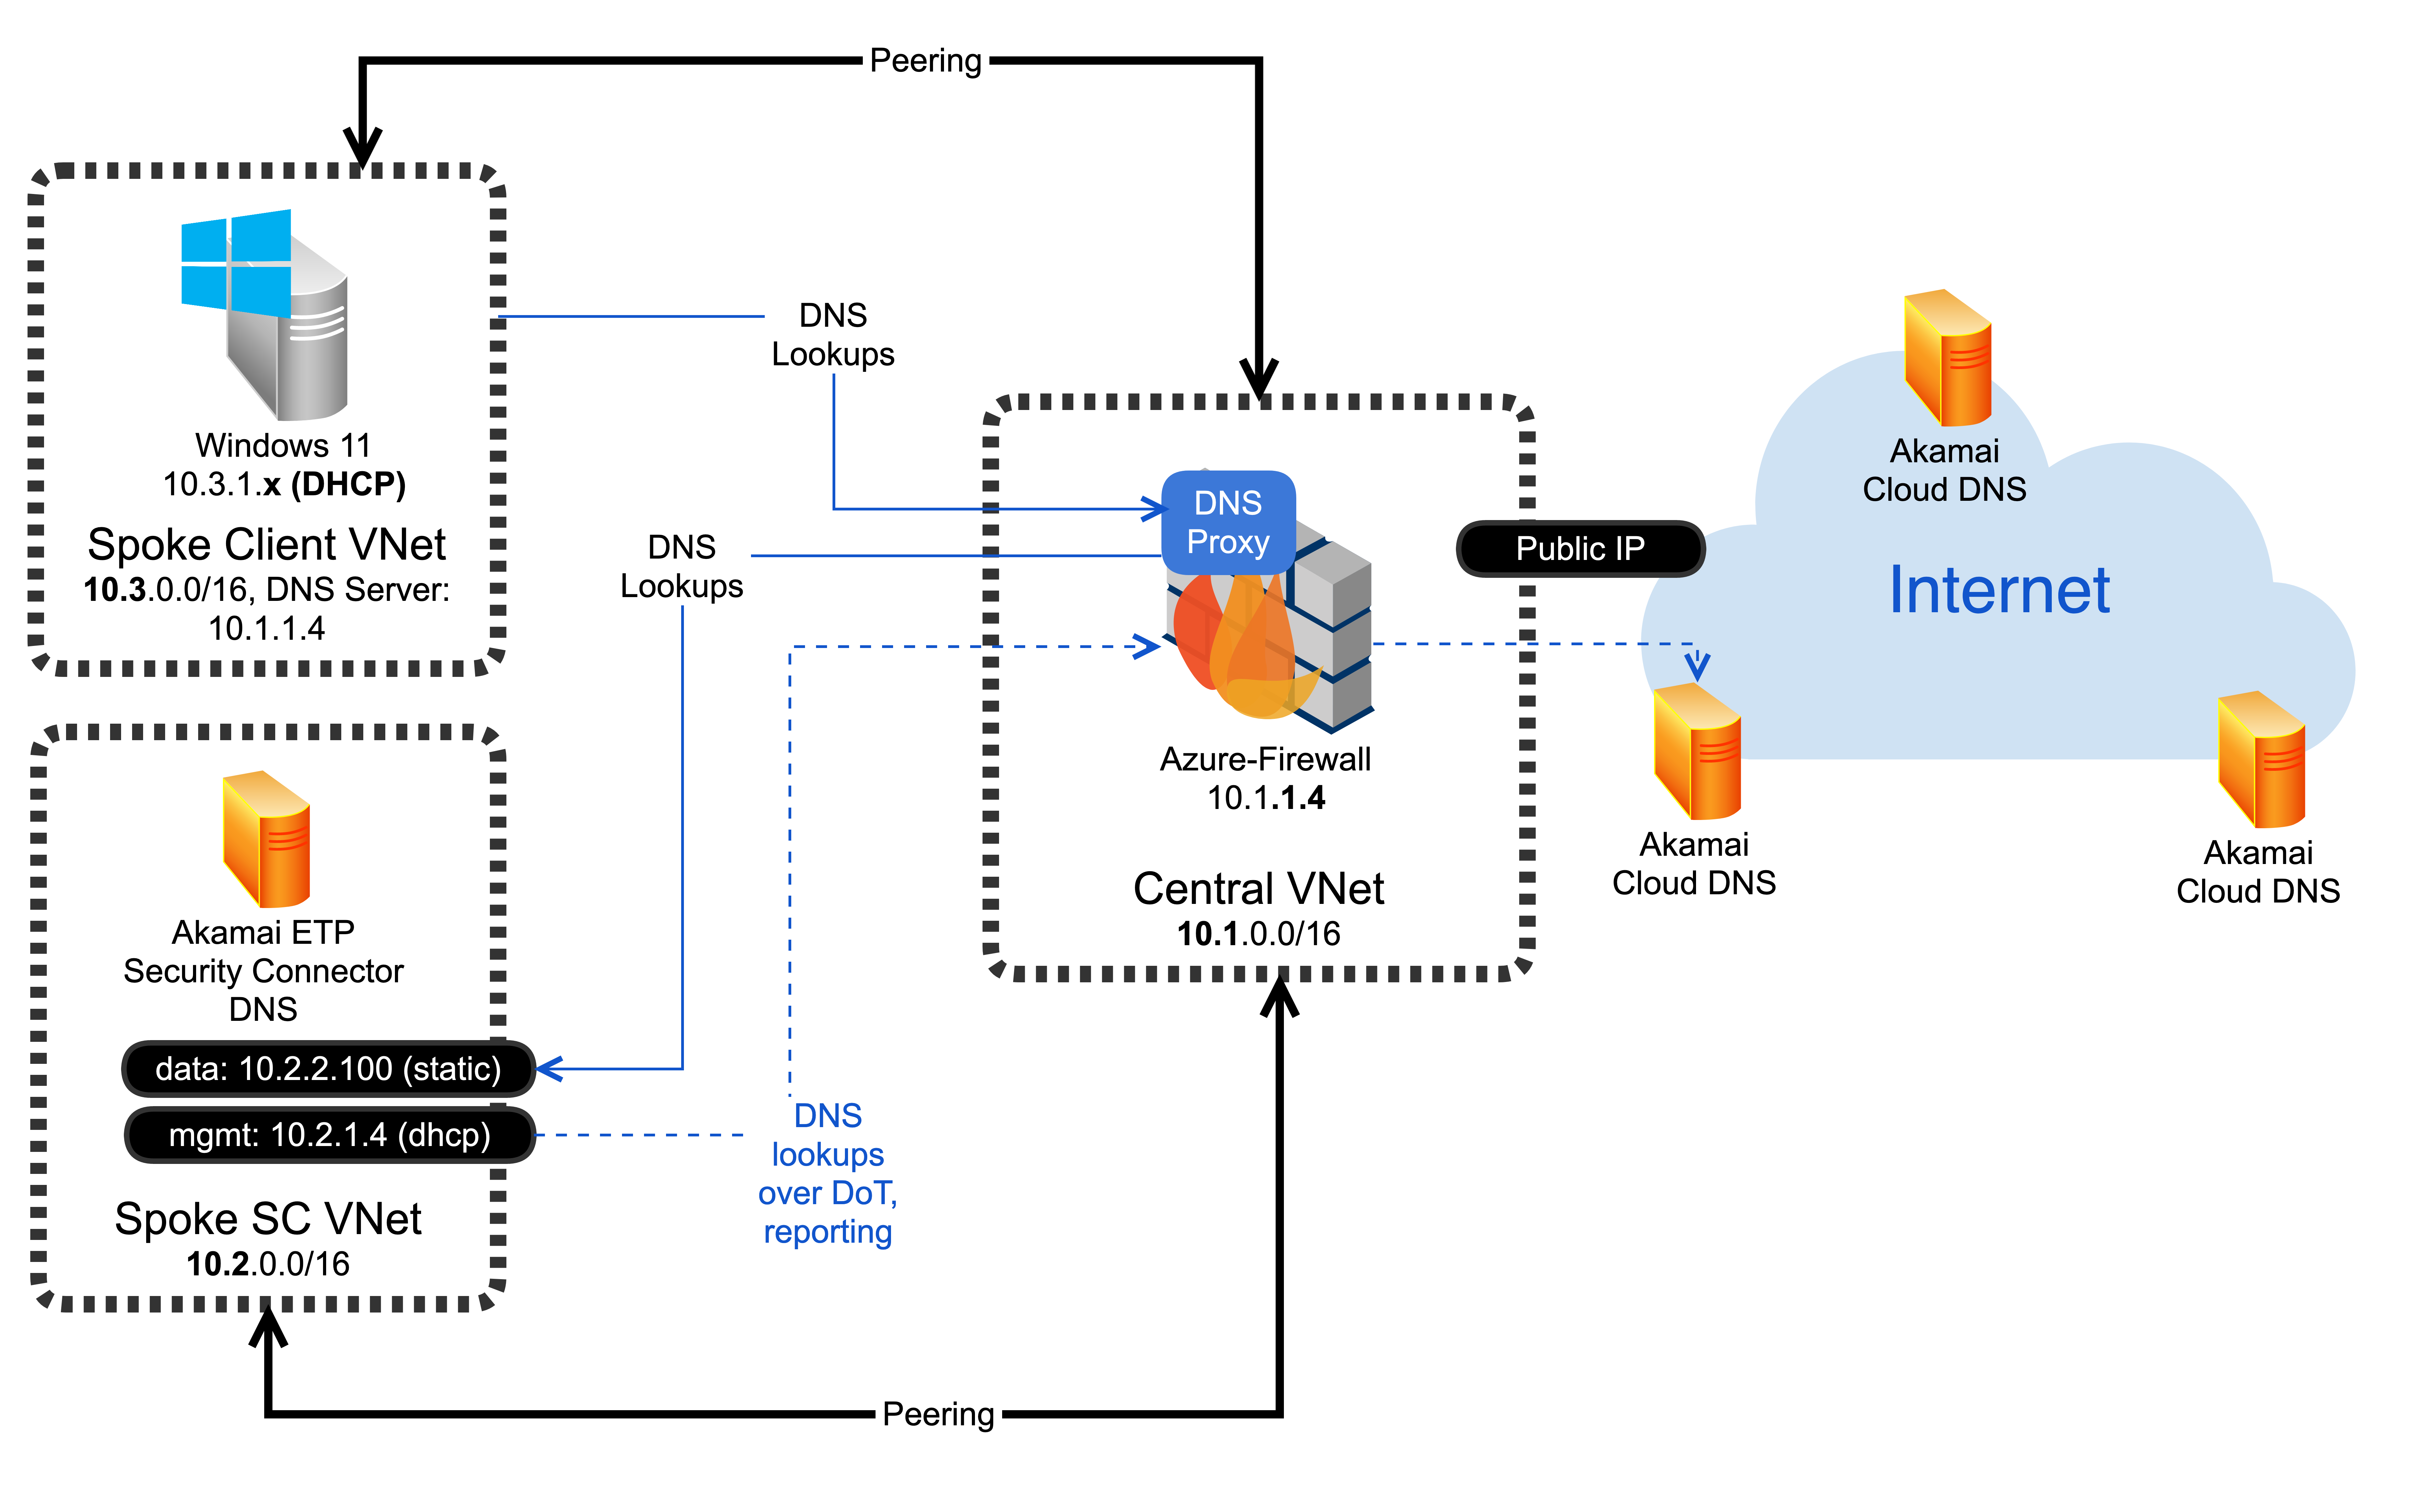 Peering
Windows 11
10.3.1.x (DHCP)
Spoke Client VNet
10.3.0.0/16, DNS Server:
10.1.1.4
DNS
Lookups
DNS
Lookups
DNS
Proxy
Azure-Firewall
10.1.1.4
Central VNet
10.1.0.0/16
Public IP
Internet
Akamai
Cloud DNS
Akamai
Cloud DNS
Akamai
Cloud DNS
Akamai ETP
Security Connector
DNS
data: 10.2.2.100 (static)
mgmt: 10.2.1.4 (dhcp)
Spoke SC VNet
10.2.0.0/16
DNS
lookups
over DoT,
reporting
Peering